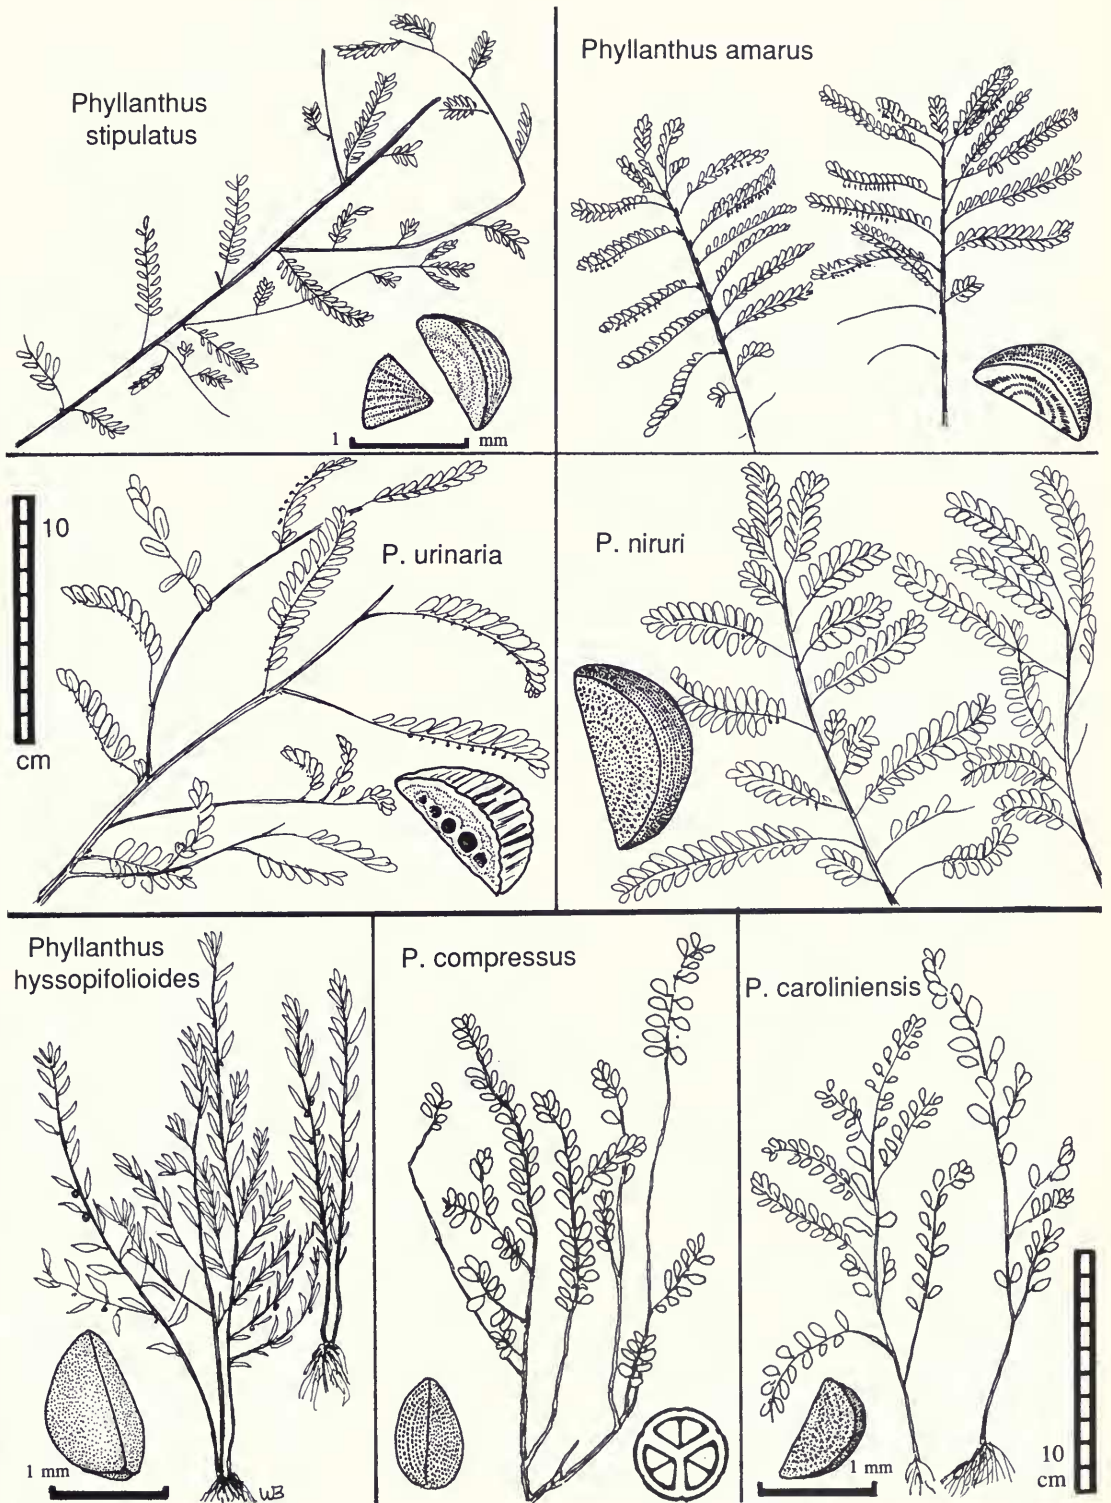 Phyllanthus
stipulatus
1 mm
Phyllanthus amarus
10
cm
P. urinaria
P. niruri
Phyllanthus
hyssopifolioides
1 mm
WB
P. compressus
P. caroliniensis
1 mm
10
cm